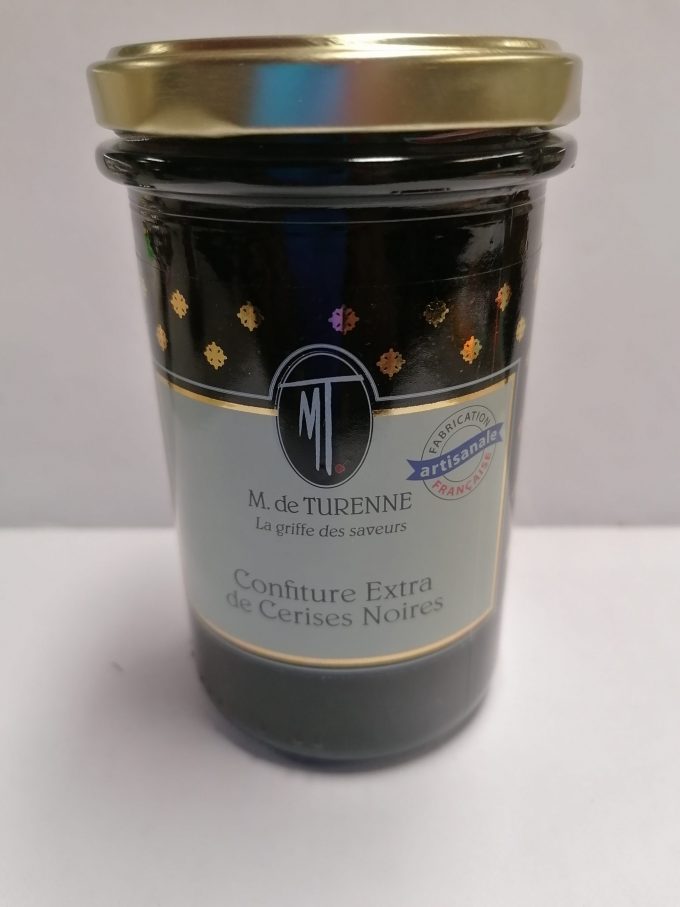 MT
FABRICATION
artisanale
FRANÇAISE
M. de TURENNE
La griffe des saveurs
Confiture Extra
de Cerises Noires